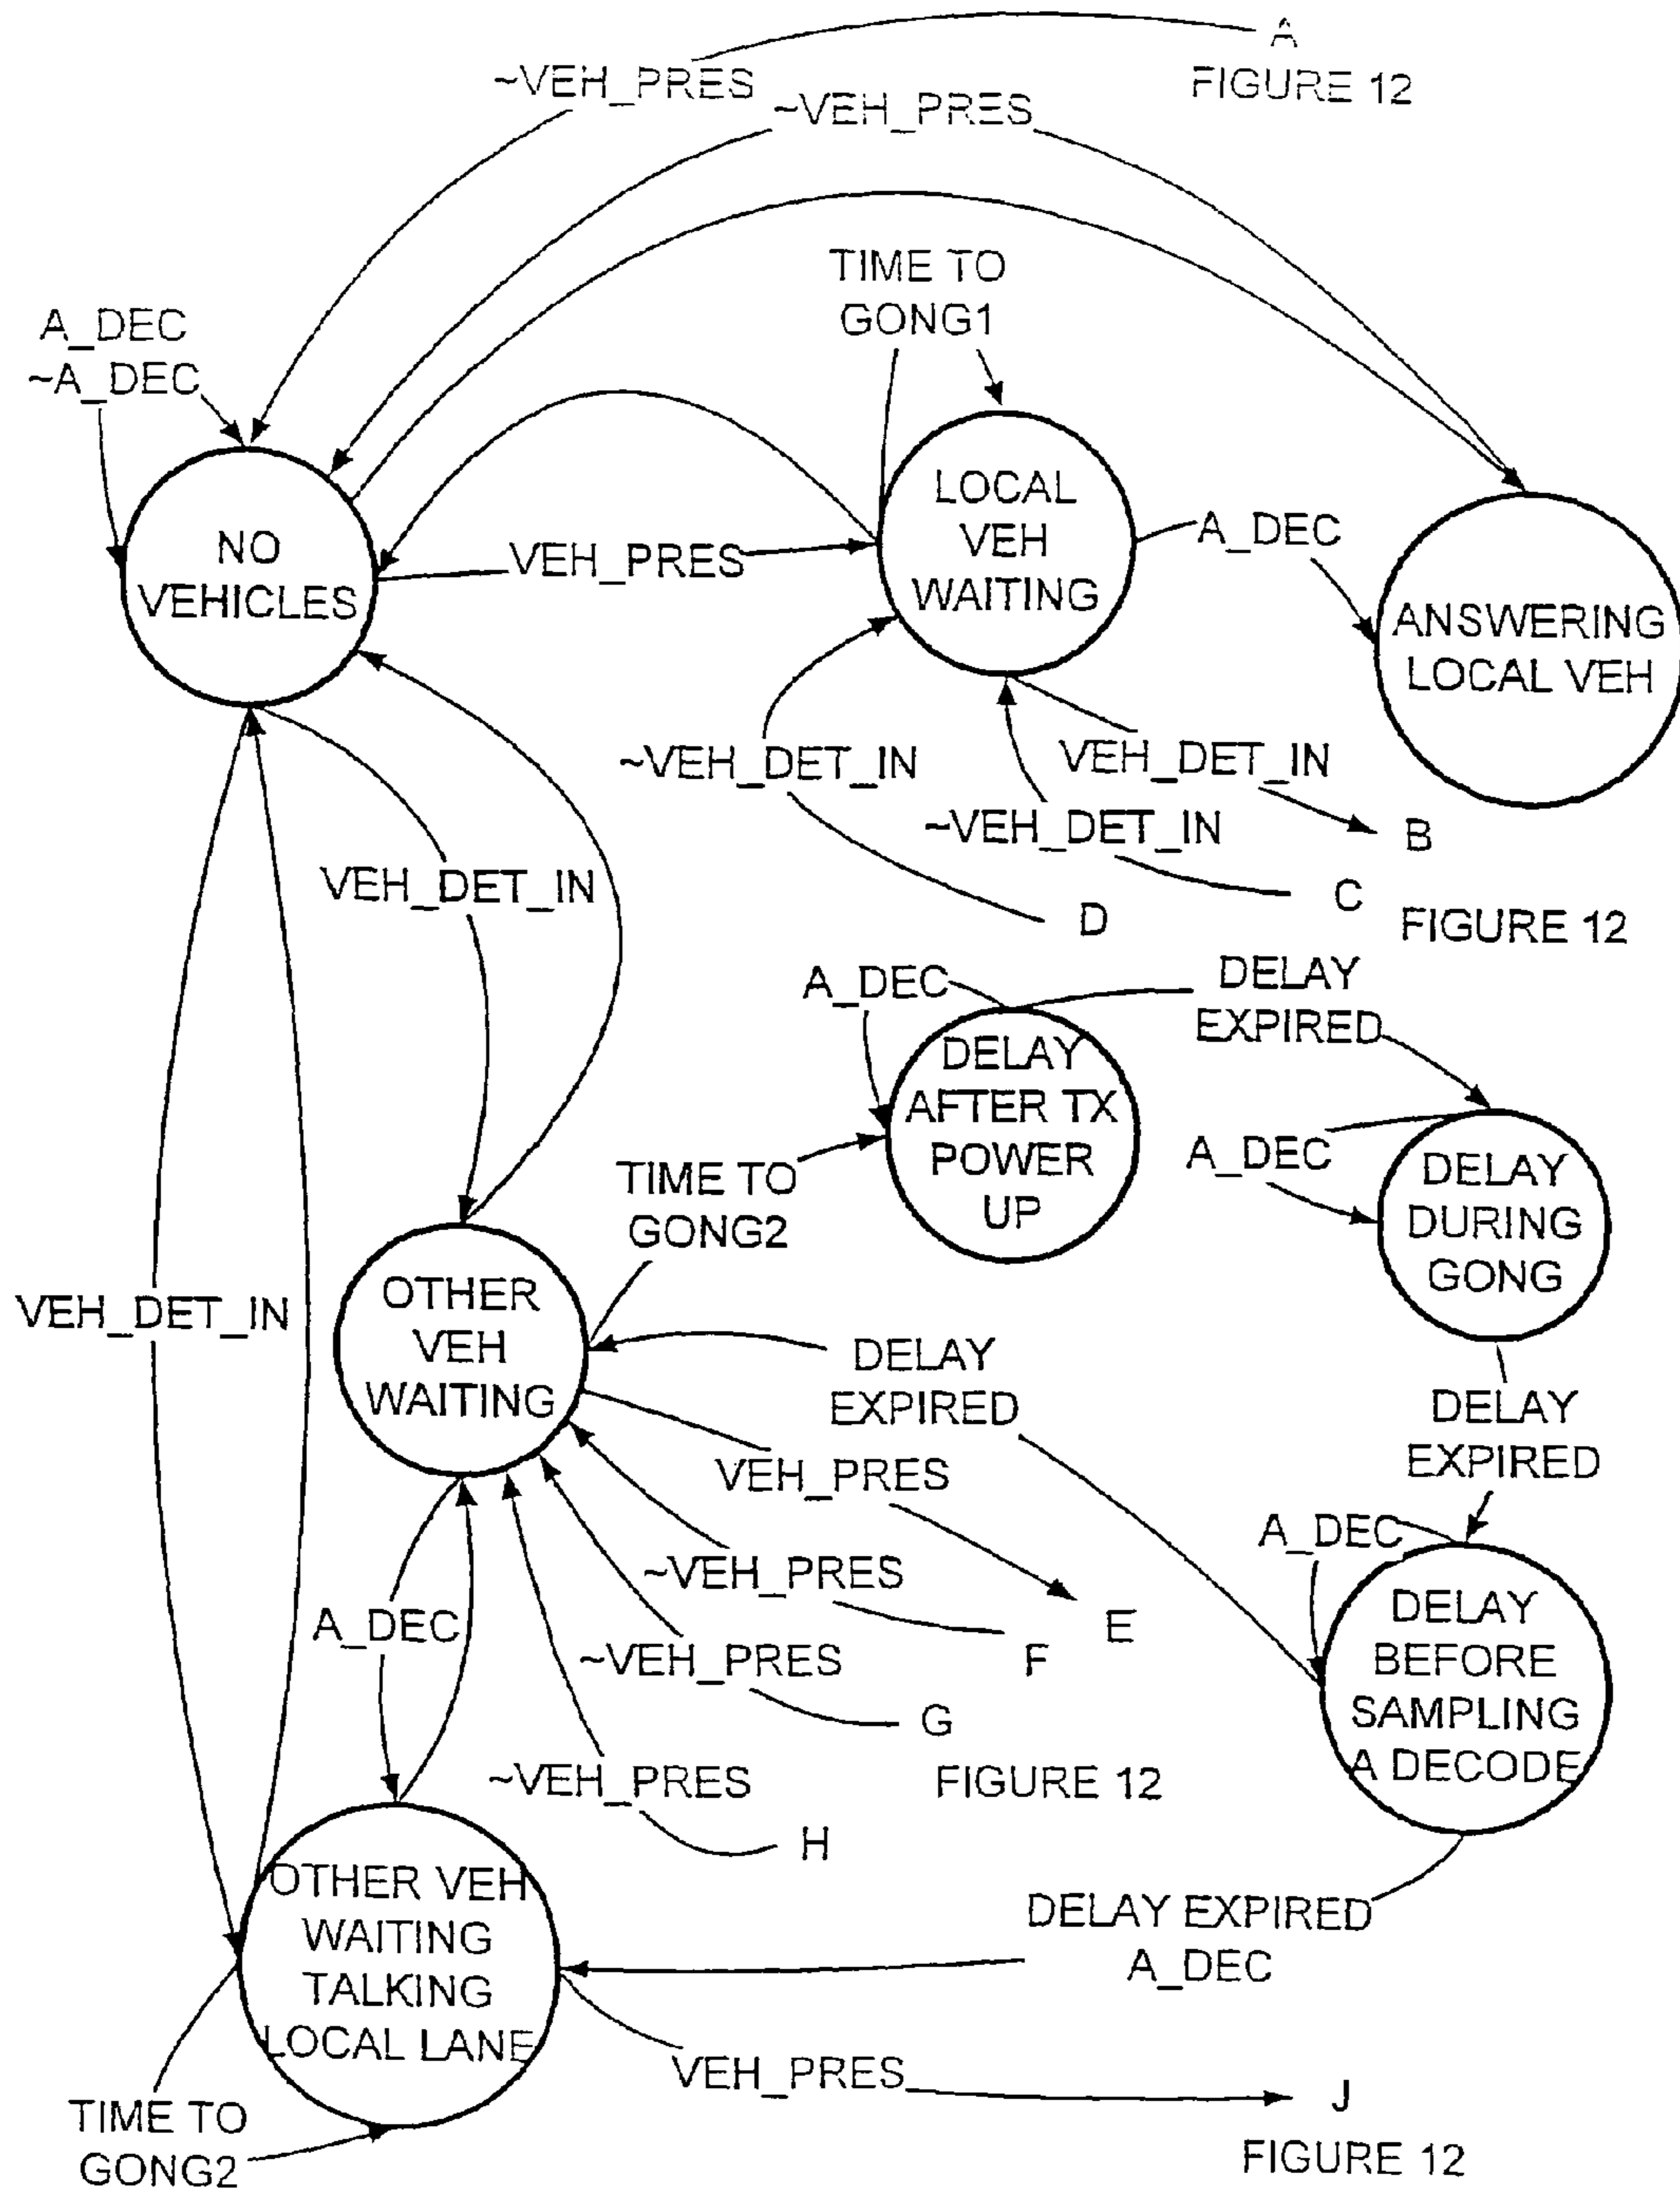 A
FIGURE 12
~VEH_PRES
~VEH_PRES
TIME TO
GONG1
A_DEC
~A_DEC
NO
VEHICLES
VEH_PRES
LOCAL
VEH
WAITING
A_DEC
ANSWERING
LOCAL VEH
~VEH_DET_IN
VEH_DET_IN
~VEH_DET_IN
B
C
D
FIGURE 12
VEH_DET_IN
A_DEC
DELAY
EXPIRED
DELAY
AFTER TX
POWER
UP
A_DEC
DELAY
DURING
GONG
TIME TO
GONG2
VEH_DET_IN
OTHER
VEH
WAITING
DELAY
EXPIRED
DELAY
EXPIRED
VEH_PRES
A_DEC
~VEH_PRES
E
F
A_DEC
~VEH_PRES
G
DELAY
BEFORE
SAMPLING
A DECODE
~VEH_PRES
FIGURE 12
H
OTHER VEH
WAITING
TALKING
LOCAL LANE
DELAY EXPIRED
A_DEC
VEH_PRES
J
TIME TO
GONG2
FIGURE 12